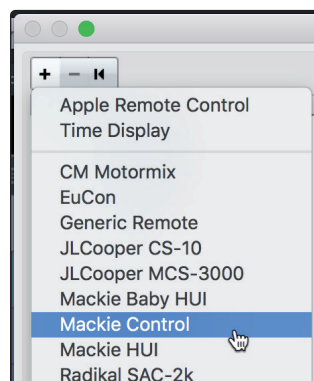 Apple Remote Control
Time Display
CM Motormix
EuCon
Generic Remote
JLCooper CS-10
JLCooper MCS-3000
Mackie Baby HUI
Mackie Control
Mackie HUI
Radikal SAC-2k